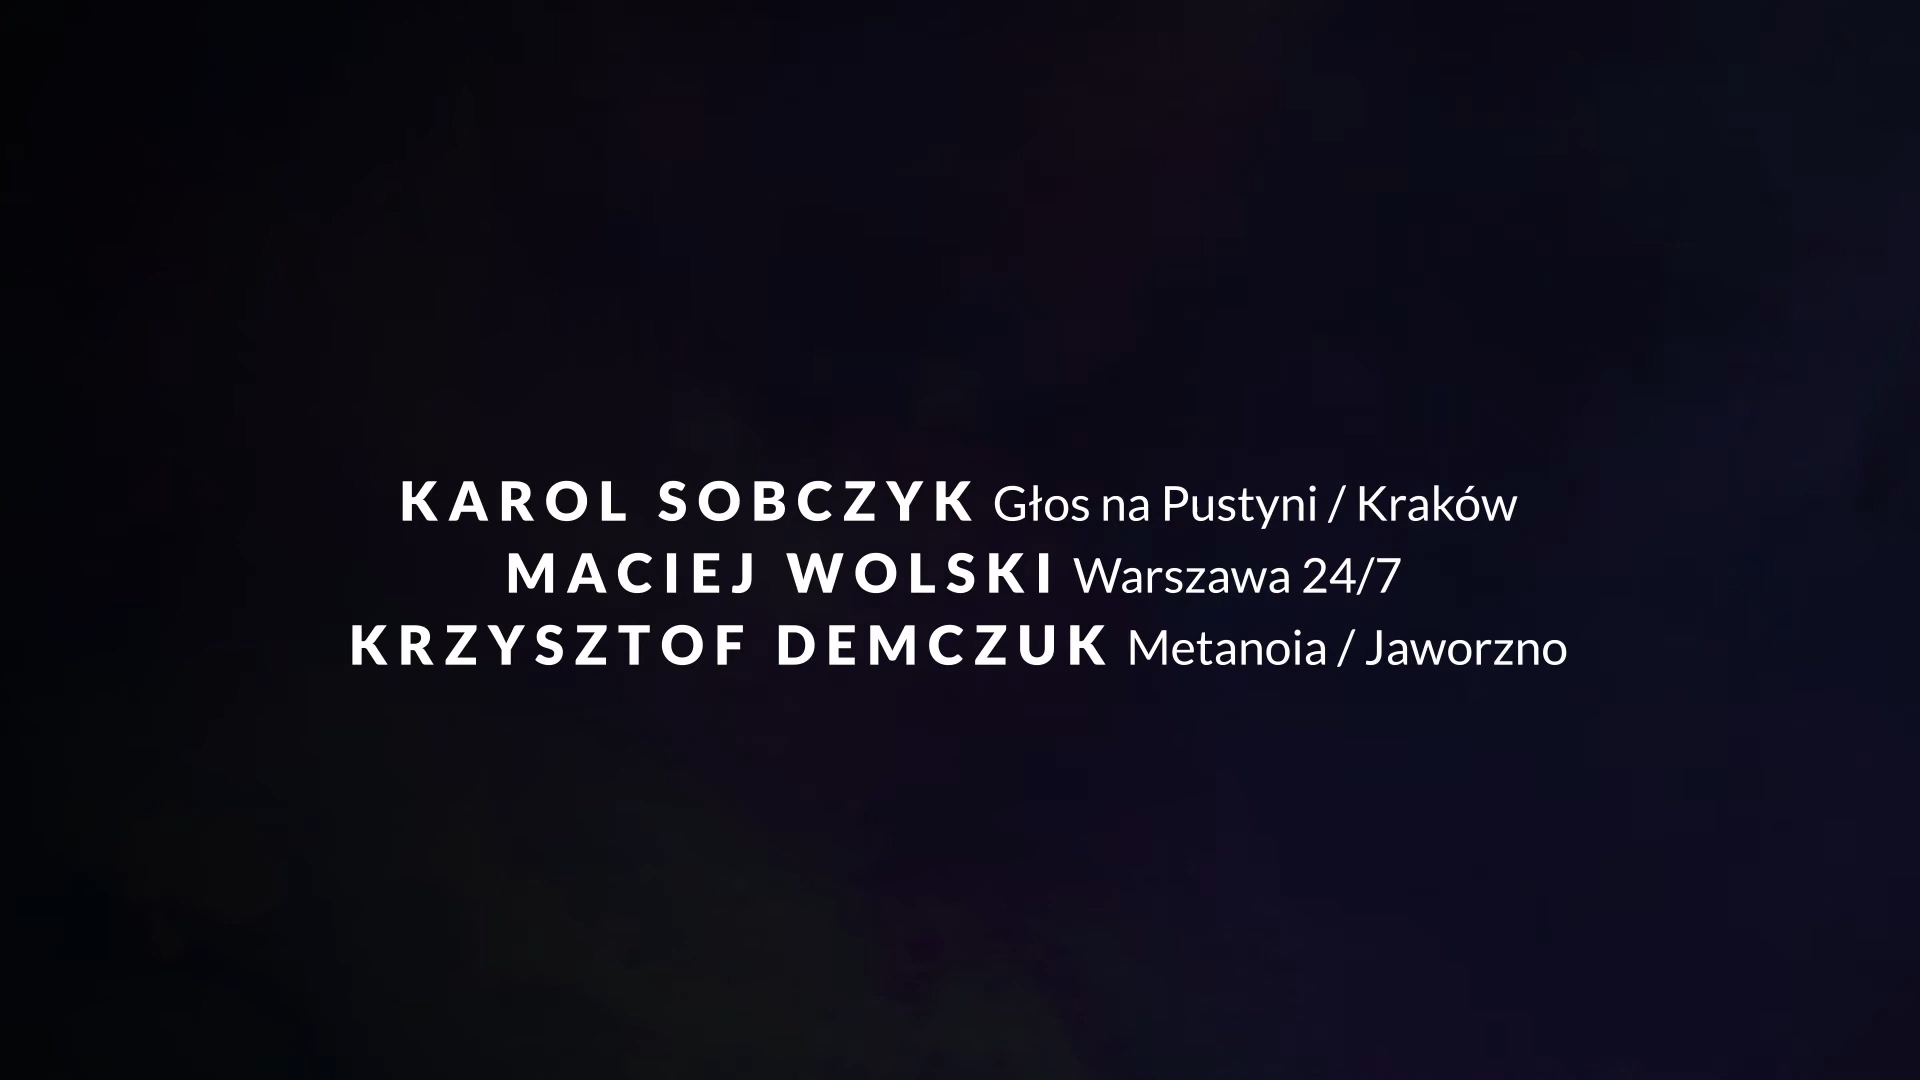 KAROL SOBCZYK Głos na Pustyni / Kraków
MACIEJ WOLSKI Warszawa 24/7
KRZYSZTOF DEMCZUK Metanoia / Jaworzno